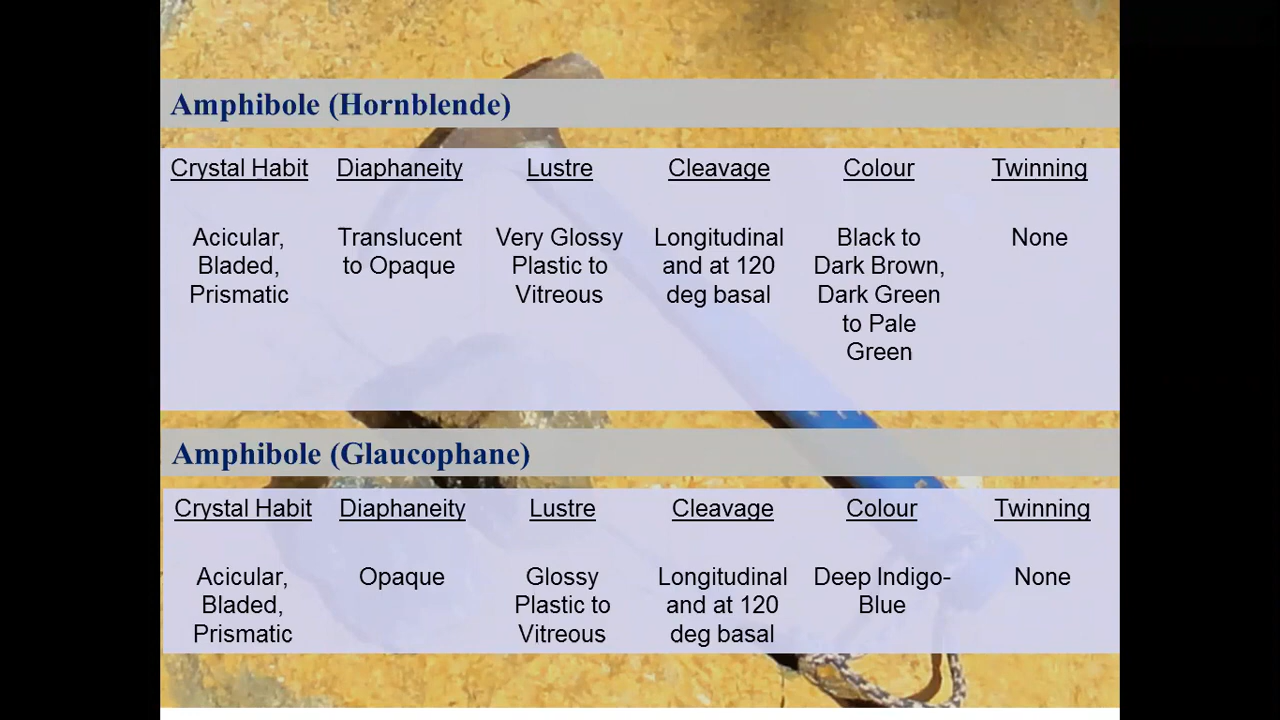 Amphibole (Hornblende)
Crystal Habit Diaphaneity Lustre Cleavage Colour Twinning
Acicular, Translucent Very Glossy Longitudinal Black to None
Bladed, to Opaque Plastic to and at 120 Dark Brown,
Prismatic Vitreous deg basal Dark Green
to Pale
Green
Amphibole (Glaucophane)
Crystal Habit Diaphaneity Lustre Cleavage Colour Twinning
Acicular, Opaque Glossy Longitudinal Deep Indigo- None
Bladed, Plastic to and at 120 Blue
Prismatic Vitreous deg basal